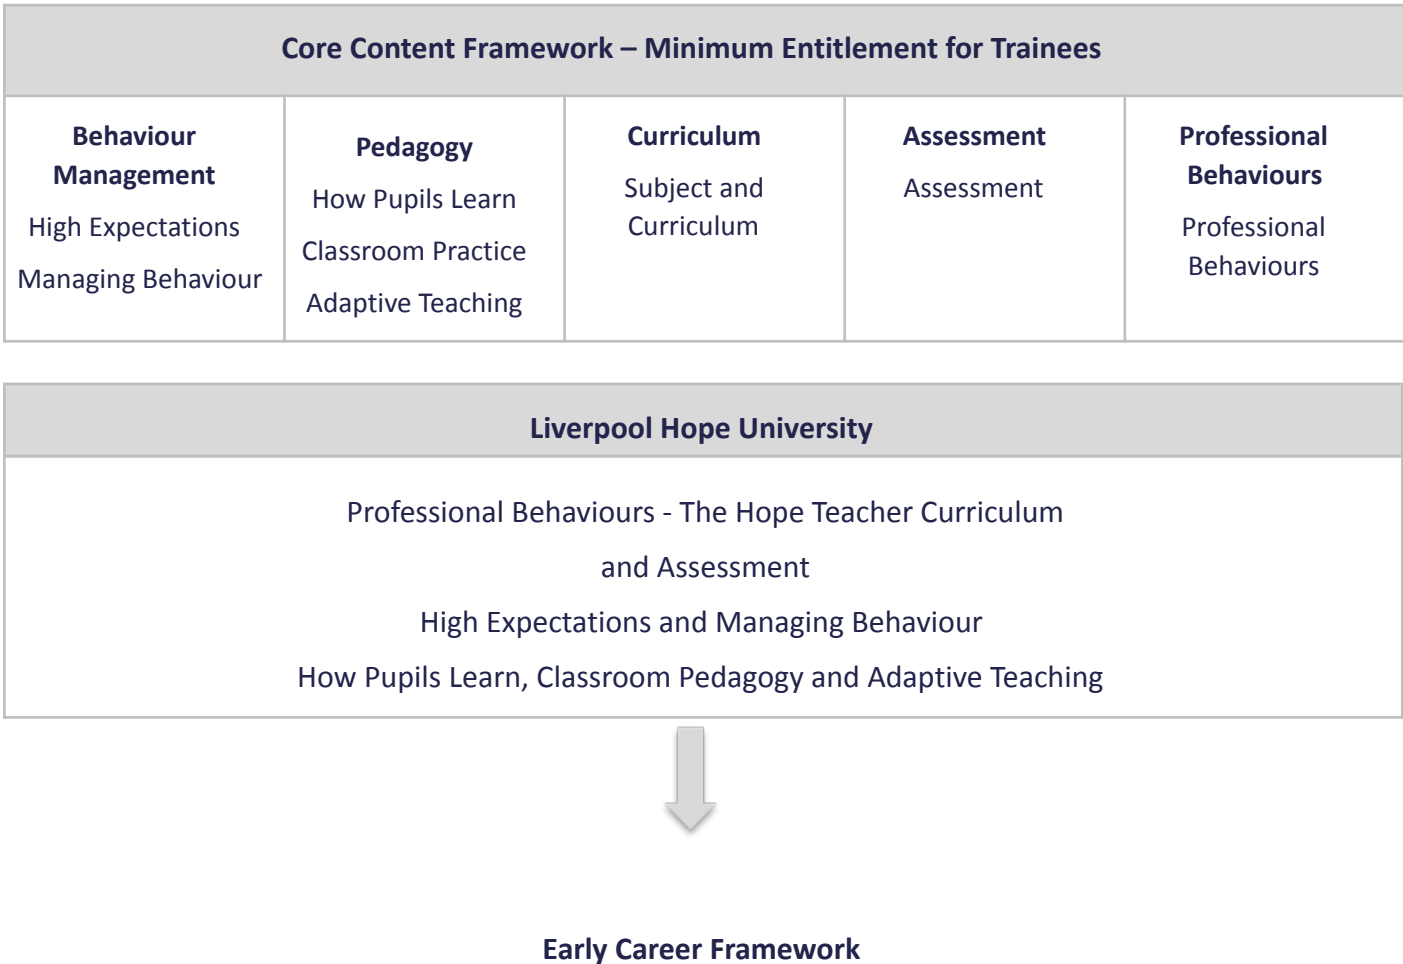 Core Content Framework – Minimum Entitlement for Trainees
Behaviour
Management
High Expectations
Managing Behaviour
Pedagogy
How Pupils Learn
Classroom Practice
Adaptive Teaching
Curriculum
Subject and
Curriculum
Assessment
Assessment
Professional
Behaviours
Professional
Behaviours
Liverpool Hope University
Professional Behaviours - The Hope Teacher Curriculum
and Assessment
High Expectations and Managing Behaviour
How Pupils Learn, Classroom Pedagogy and Adaptive Teaching
Early Career Framework